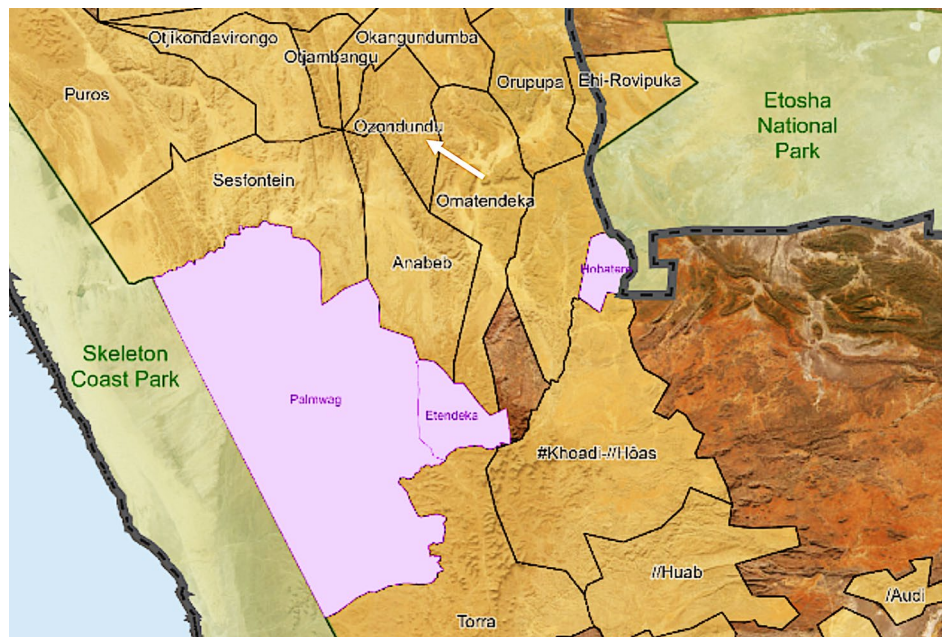 Otjikondavirongo
Okangundumba
Otjambangu
Orupupa
Ehi-Rovipuka
Puros
Etosha
National
Park
Ozondundu
Sesfontein
Omatendeka
Anabeb
Hobatere
Skeleton
Coast Park
Palmwag
Etendeka
#Khoadi-//Hôas
//Huab
//Audi
Torra